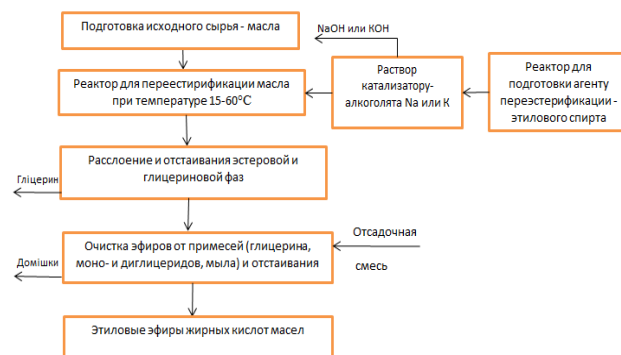 Подготовка исходного сырья - масла
NaOH или KOH
Реактор для переестирификации масла
при температуре 15-60°C
Раствор
катализатору-
алкоголята Na или К
Реактор для
подготовки агенту
переэстерификации -
этилового спирта
Расслоение и отстаивания эстеровой и
глицериновой фаз
Гліцерин
Очистка эфиров от примесей (глицерина,
моно- и диглицеридов, мыла) и отстаивания
Отсадочная
смесь
Домішки
Этиловые эфиры жирных кислот масел